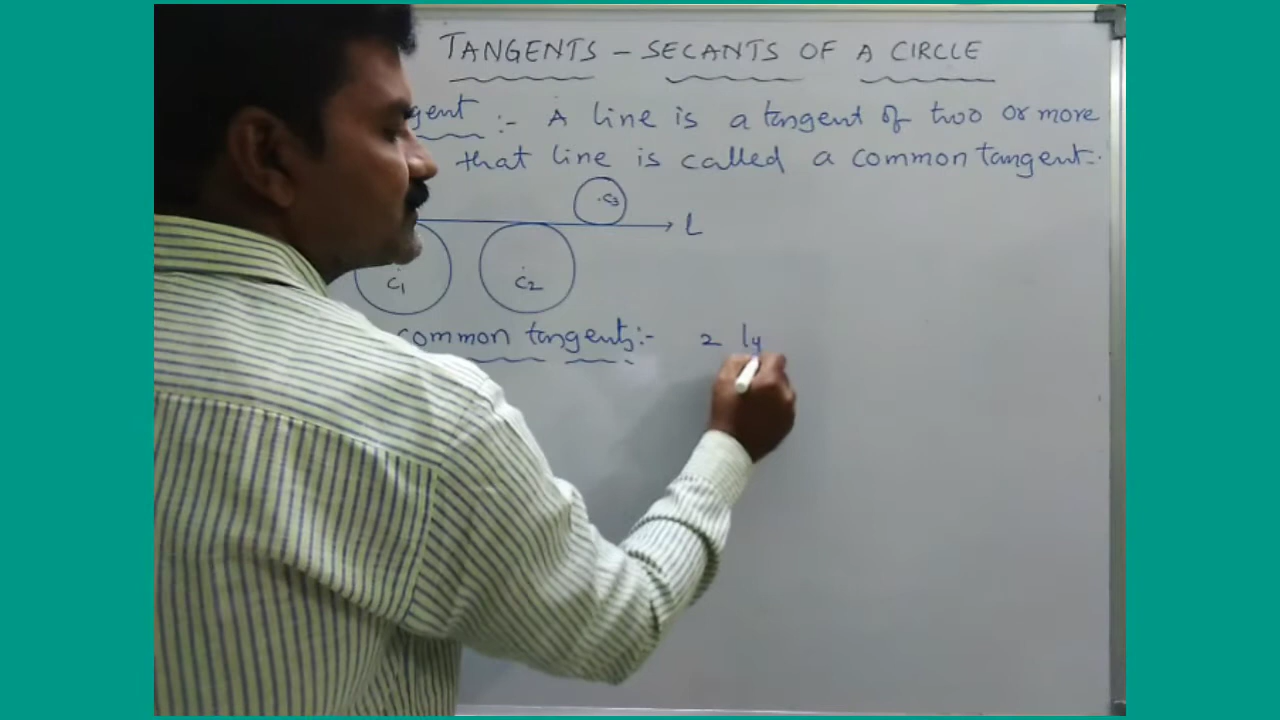 TANGENTS - SECANTS OF A CIRCLE
gent :- A line is a tangent of two or more
that line is called a common tangent.
C3
L
C1 C2
common tangents:- 2 ly